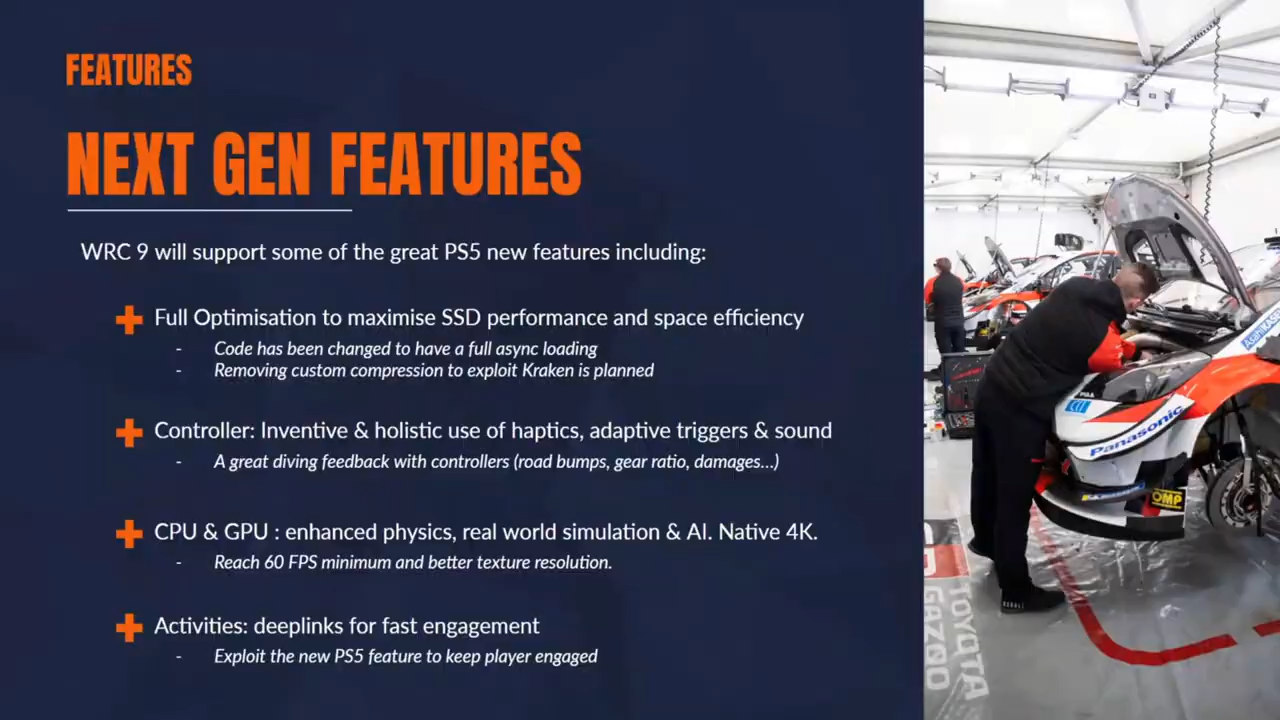 FEATURES
NEXT GEN FEATURES
WRC 9 will support some of the great PS5 new features including:
Full Optimisation to maximise SSD performance and space efficiency
- Code has been changed to have a full async loading
- Removing custom compression to exploit Kraken is planned
Controller: Inventive & holistic use of haptics, adaptive triggers & sound
- A great diving feedback with controllers (road bumps, gear ratio, damages...)
CPU & GPU : enhanced physics, real world simulation & AI. Native 4K.
- Reach 60 FPS minimum and better texture resolution.
Activities: deeplinks for fast engagement
- Exploit the new PS5 feature to keep player engaged
PIAA
Panasonic
OMP
TOYOTA
GAZOO